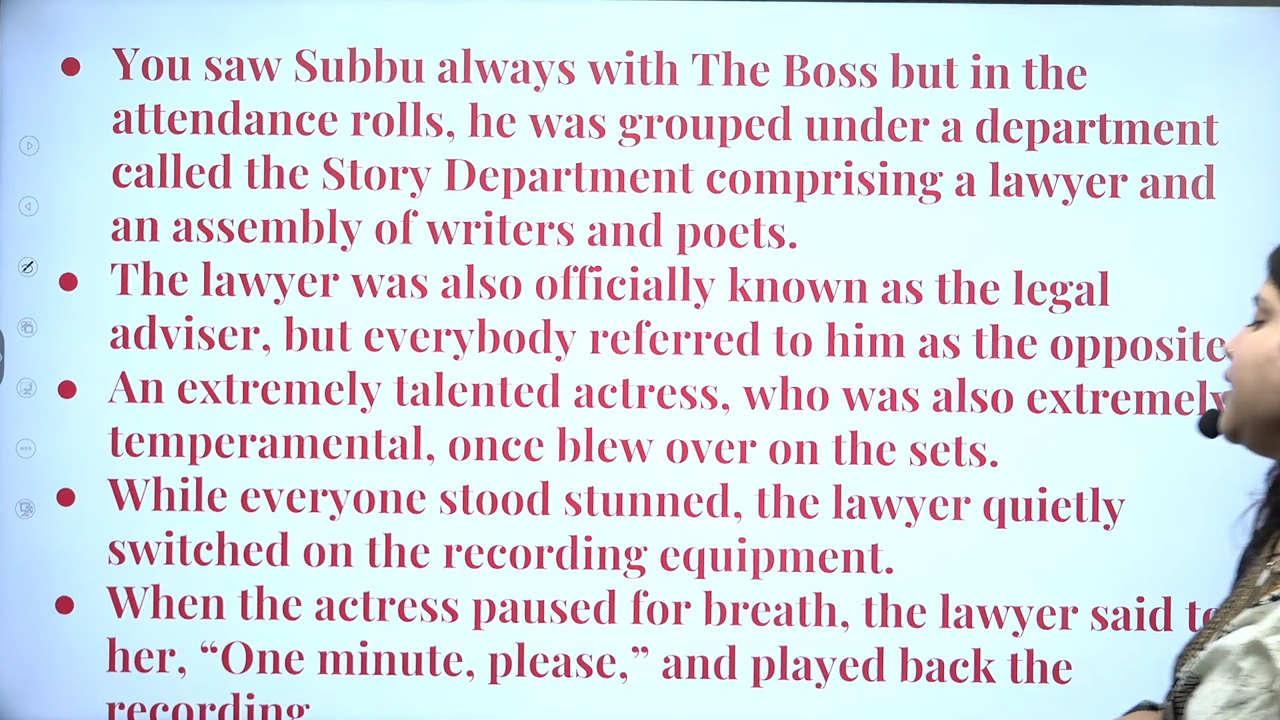 • You saw Subbu always with The Boss but in the
attendance rolls, he was grouped under a department
called the Story Department comprising a lawyer and
an assembly of writers and poets.
• The lawyer was also officially known as the legal
adviser, but everybody referred to him as the opposite
• An extremely talented actress, who was also extremely
temperamental, once blew over on the sets.
• While everyone stood stunned, the lawyer quietly
switched on the recording equipment.
• When the actress paused for breath, the lawyer said to
her, “One minute, please,” and played back the
recording